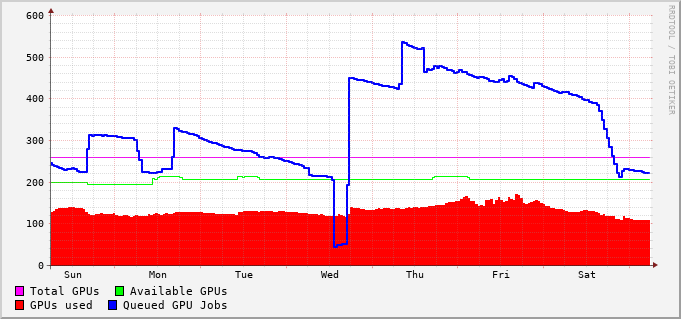 600
500
400
300
200
100
0
Sun Mon Tue Wed Thu Fri Sat
Total GPUs Available GPUs
GPUs used Queued GPU Jobs
RRDTOOL / TOBI OETIKER